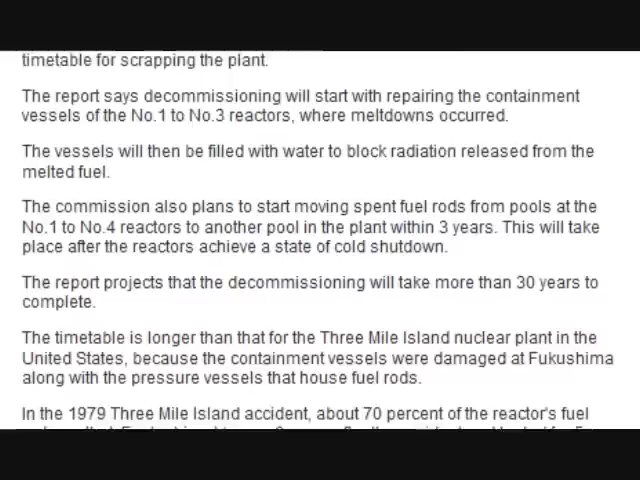 timetable for scrapping the plant.
The report says decommissioning will start with repairing the containment
vessels of the No.1 to No.3 reactors, where meltdowns occurred.
The vessels will then be filled with water to block radiation released from the
melted fuel.
The commission also plans to start moving spent fuel rods from pools at the
No.1 to No.4 reactors to another pool in the plant within 3 years. This will take
place after the reactors achieve a state of cold shutdown.
The report projects that the decommissioning will take more than 30 years to
complete.
The timetable is longer than that for the Three Mile Island nuclear plant in the
United States, because the containment vessels were damaged at Fukushima
along with the pressure vessels that house fuel rods.
In the 1979 Three Mile Island accident, about 70 percent of the reactor's fuel